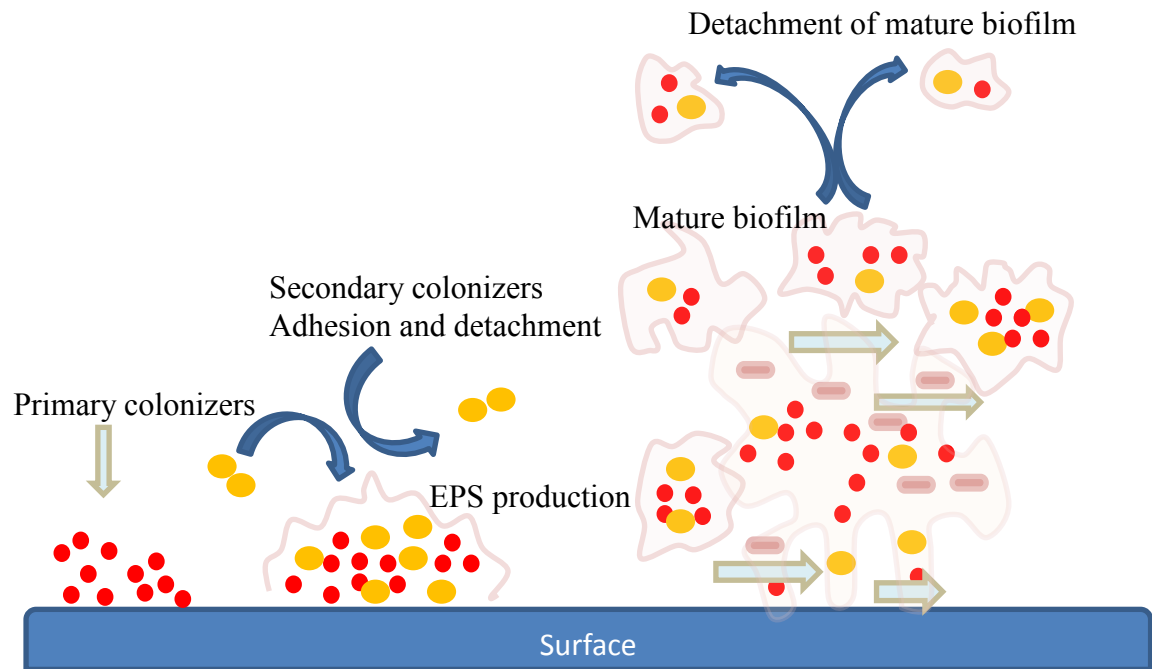 Detachment of mature biofilm
Mature biofilm
Secondary colonizers
Adhesion and detachment
Primary colonizers
EPS production
Surface